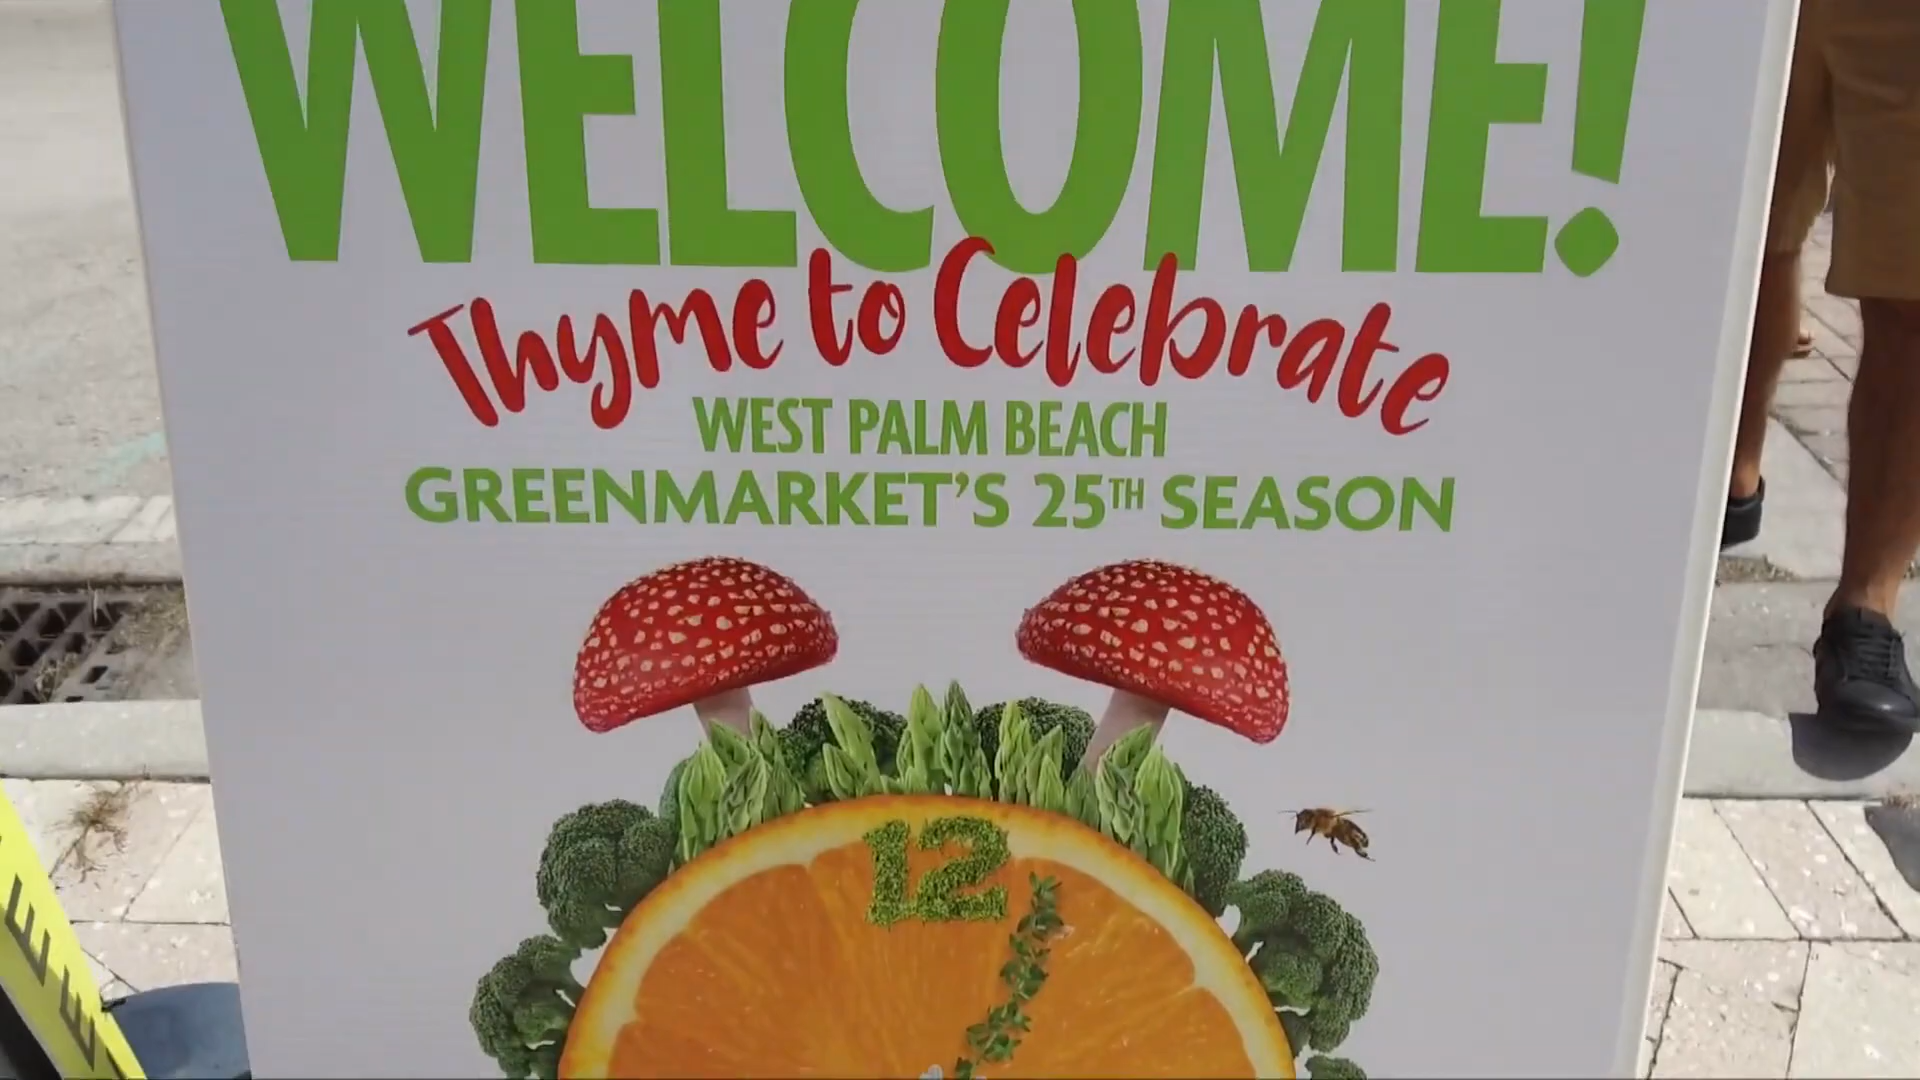 WELCOME!
Thyme to Celebrate
WEST PALM BEACH
GREENMARKET'S 25TH SEASON
12